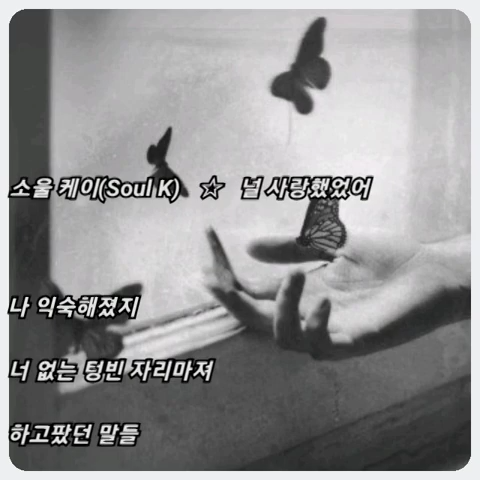 소울 케이(Soul K) ☆ 널 사랑했었어
나 익숙해졌지
너 없는 텅빈 자리마져
하고팠던 말들